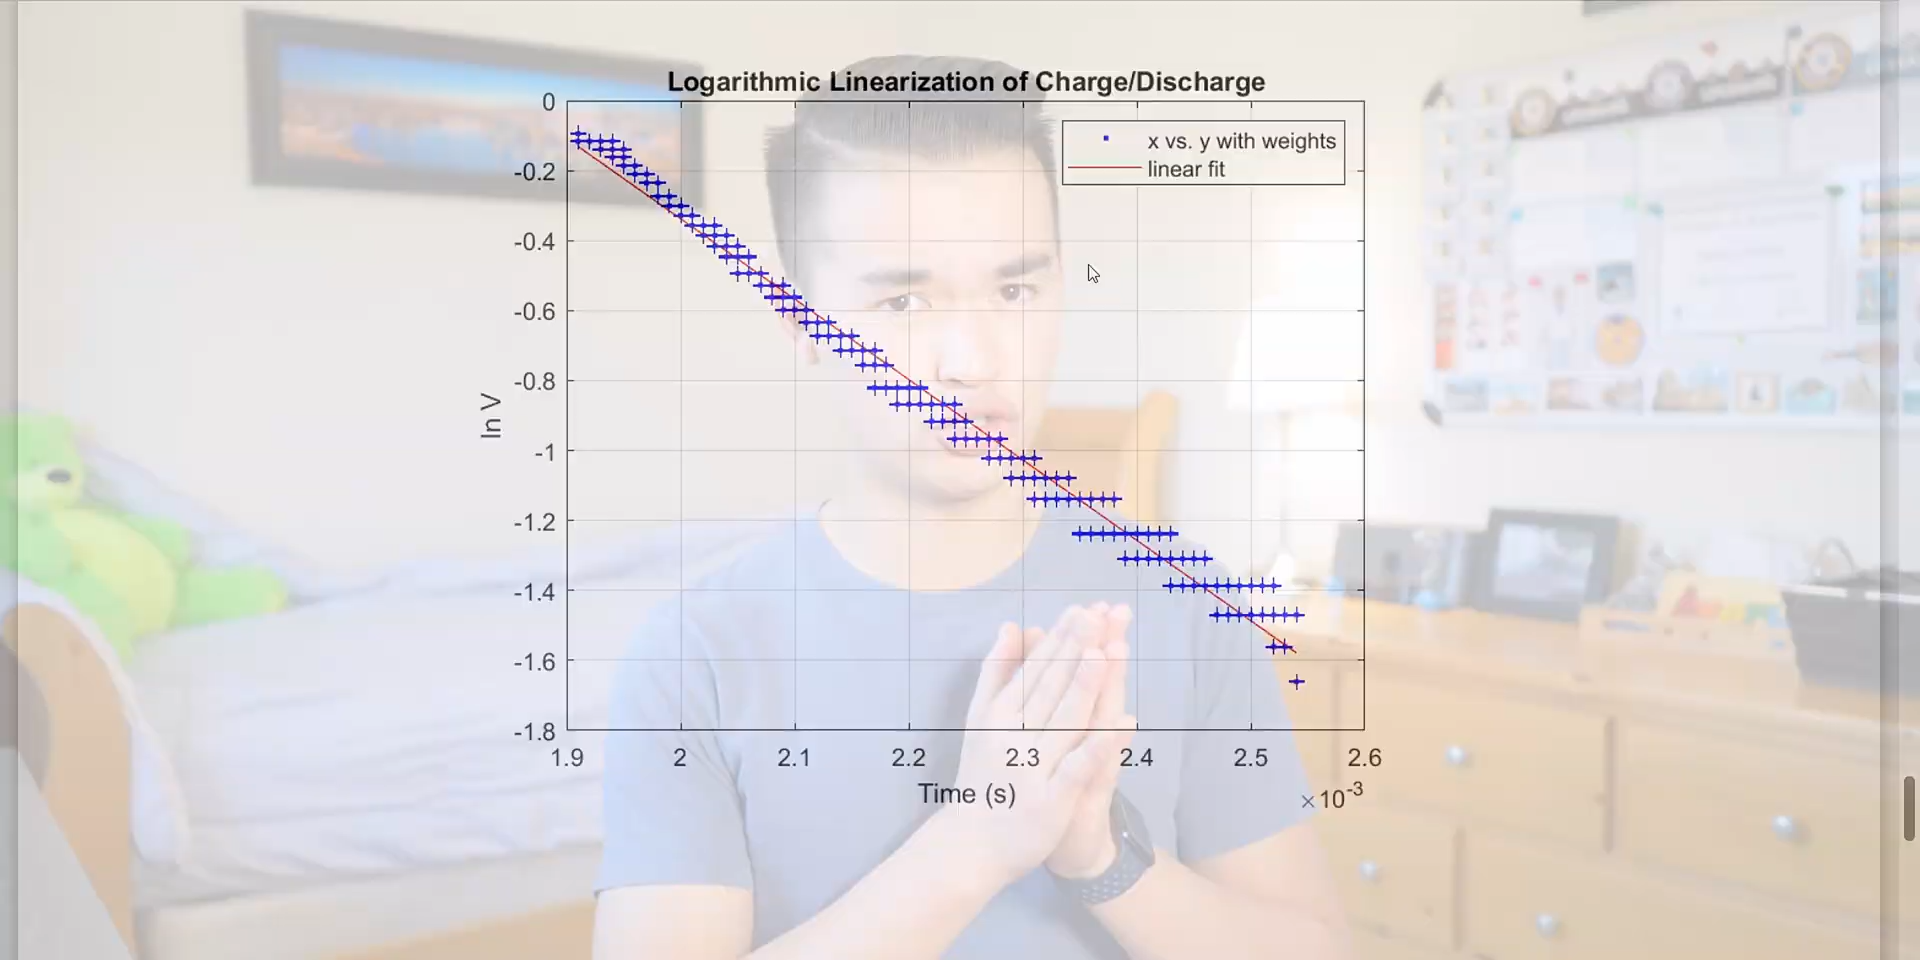 Logarithmic Linearization of Charge/Discharge
x vs. y with weights
linear fit
0
-0.2
-0.4
-0.6
-0.8
-1
-1.2
-1.4
-1.6
-1.8
ln V
1.9 2 2.1 2.2 2.3 2.4 2.5 2.6
Time (s)
×10-3